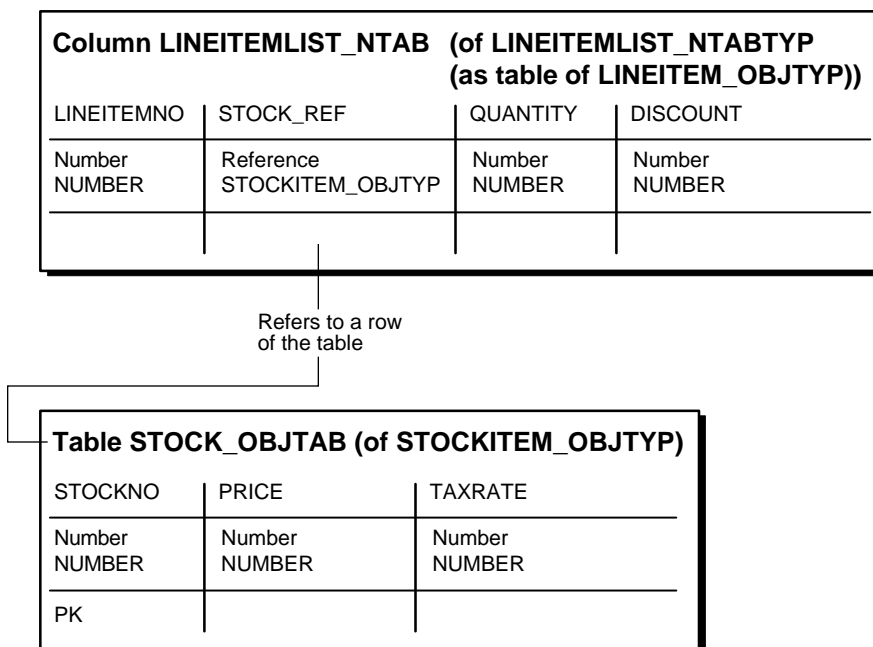 Column LINEITEMLIST_NTAB (of LINEITEMLIST_NTABTYP
(as table of LINEITEM_OBJTYP))
LINEITEMNO STOCK_REF QUANTITY DISCOUNT
Number Reference Number Number
NUMBER STOCKITEM_OBJTYP NUMBER NUMBER
Refers to a row
of the table
Table STOCK_OBJTAB (of STOCKITEM_OBJTYP)
STOCKNO PRICE TAXRATE
Number Number Number
NUMBER NUMBER NUMBER
PK